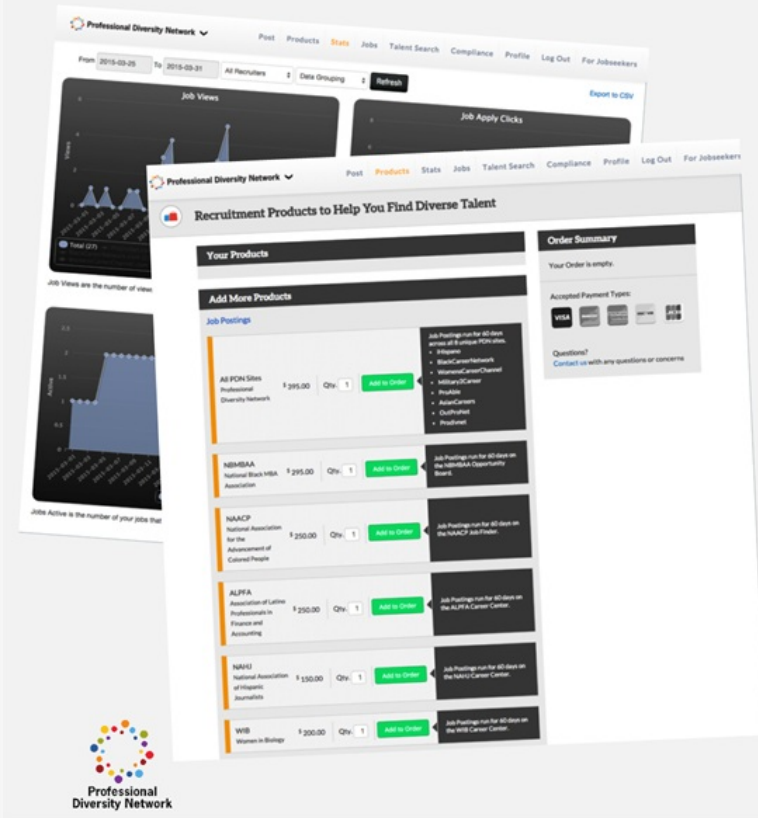 Professional Diversity Network
Post Products Stats Jobs Talent Search Compliance Profile Log Out For Jobseekers
From 2015-03-25 To 2015-03-31 All Recruiters Data Grouping Refresh
Export to CSV
Job Views
Views
Total (27)
Job Views are the number of view
Job Apply Clicks
Active
Jobs Active is the number of your jobs that
Professional Diversity Network
Post Products Stats Jobs Talent Search Compliance Profile Log Out For Jobseekers
Recruitment Products to Help You Find Diverse Talent
Your Products
Add More Products
Job Postings
All PDN Sites
Professional
Diversity Network
$395.00 Qty. 1 Add to Order
Job Postings run for 60 days
across all 8 unique PDN sites.
• iHispano
• BlackCareerNetwork
• WomensCareerChannel
• Military2Career
• ProAble
• AsianCareers
• OutProNet
• Prodivnet
NBMBAA
National Black MBA
Association
$295.00 Qty. 1 Add to Order
Job Postings run for 60 days on
the NBMBAA Opportunity
Board.
NAACP
National Association
for the
Advancement of
Colored People
$250.00 Qty. 1 Add to Order
Job Postings run for 60 days on
the NAACP Job Finder.
ALPFA
Association of Latino
Professionals in
Finance and
Accounting
$250.00 Qty. 1 Add to Order
Job Postings run for 60 days on
the ALPFA Career Center.
NAHJ
National Association
of Hispanic
Journalists
$150.00 Qty. 1 Add to Order
Job Postings run for 60 days on
the NAHJ Career Center.
WIB
Women in Biology
$200.00 Qty. 1 Add to Order
Job Postings run for 60 days on
the WIB Career Center.
Order Summary
Your Order is empty.
Accepted Payment Types:
VISA
Questions?
Contact us with any questions or concerns
Professional
Diversity Network